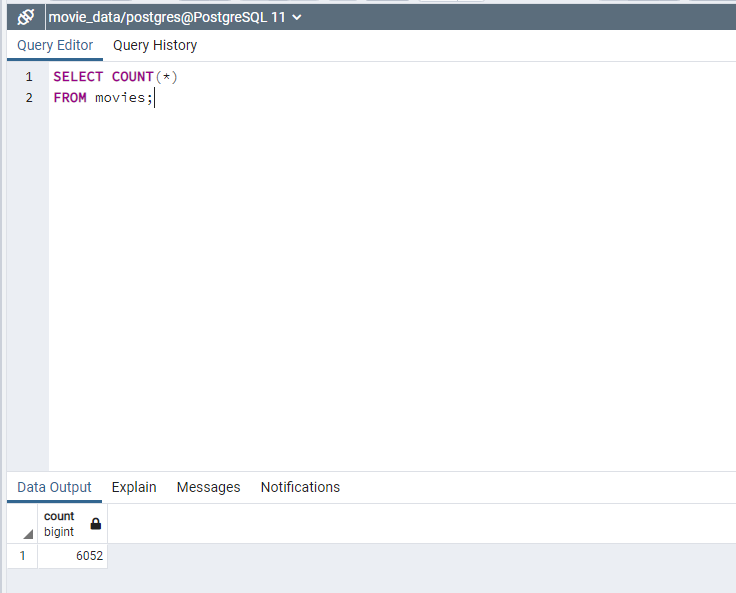 movie_data/postgres@PostgreSQL 11
Query Editor Query History
1 SELECT COUNT(*)
2 FROM movies;
Data Output Explain Messages Notifications
count
bigint
1 6052